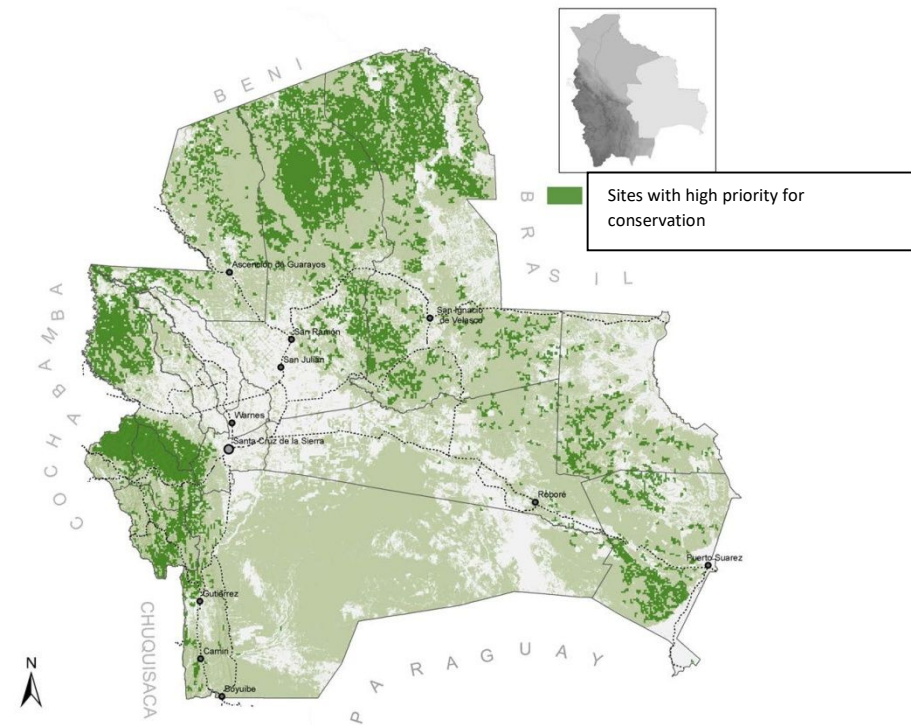 BENI
Sites with high priority for
conservation
BRASIL
Ascención de Guarayos
COCHABAMBA
San Ignacio
de Velasco
San Ramón
San Julián
Warnes
Santa Cruz de la Sierra
Roboré
Puerto Suarez
Gutiérrez
CHUQUISACA
Camiri
Boyuibe
PARAGUAY
N